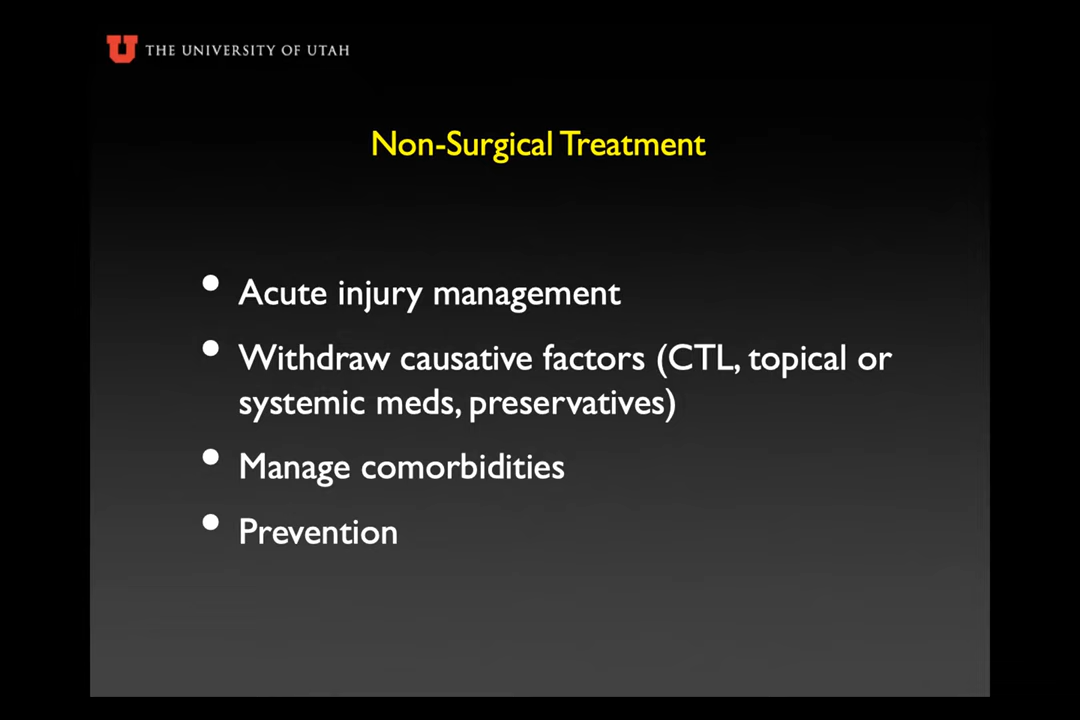 THE UNIVERSITY OF UTAH
Non-Surgical Treatment
• Acute injury management
• Withdraw causative factors (CTL, topical or
systemic meds, preservatives)
• Manage comorbidities
• Prevention